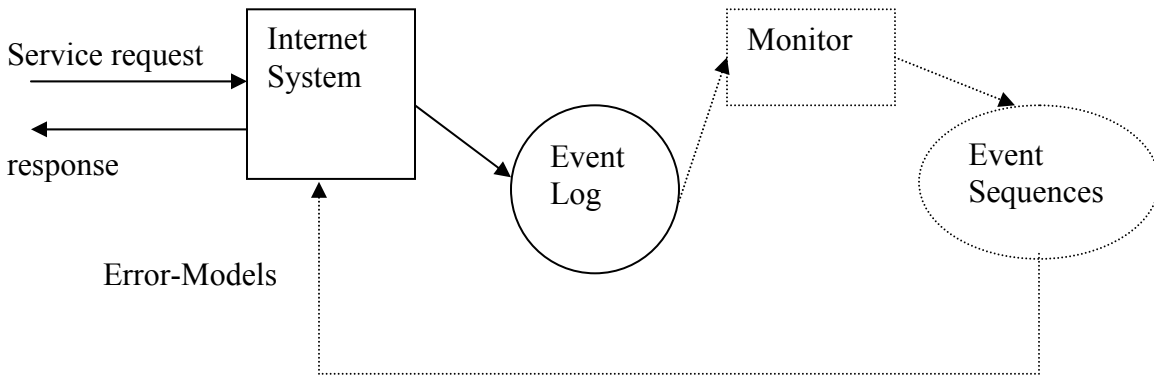 Service request
response
Internet
System
Event
Log
Monitor
Event
Sequences
Error-Models